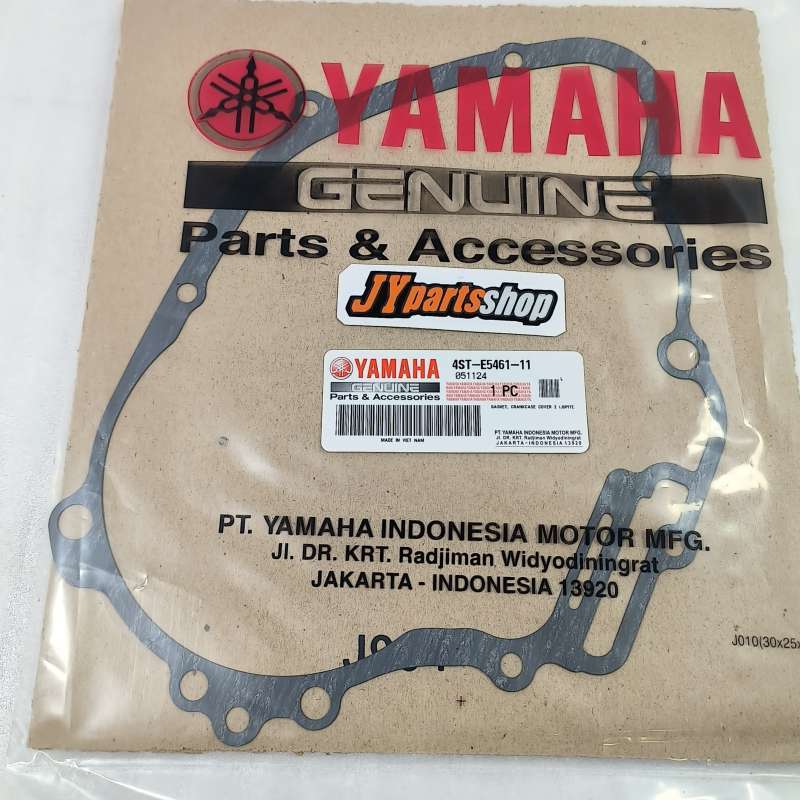 YAMAHA
GENUINE
Parts & Accessories
JYpartsshop
YAMAHA
GENUINE
Parts & Accessories
4ST-E5461-11
051124
1 PC
GASKET, CRANKCASE COVER 2
MADE IN VIET NAM
PT. YAMAHA INDONESIA MOTOR MFG.
Jl. DR. KRT. Radjiman Widyodiningrat
JAKARTA-INDONESIA 13920
PT. YAMAHA INDONESIA MOTOR MFG.
Jl. DR. KRT. Radjiman Widyodiningrat
JAKARTA - INDONESIA 13920
J010(30x25x